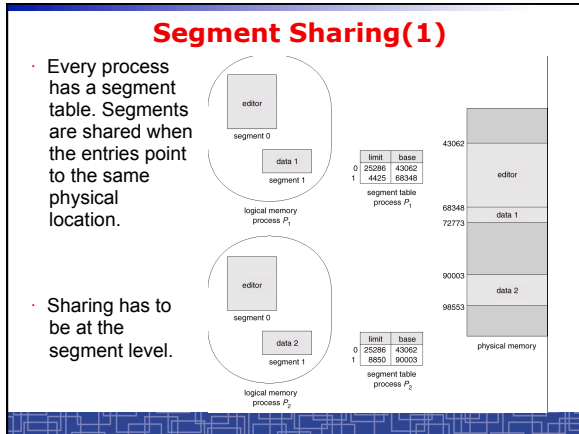 Segment Sharing(1)
· Every process
has a segment
table. Segments
are shared when
the entries point
to the same
physical
location.
· Sharing has to
be at the
segment level.
editor
segment 0
data 1
segment 1
logical memory
process P1
limit base
0 25286 43062
1 4425 68348
segment table
process P1
editor
segment 0
data 2
segment 1
logical memory
process P2
limit base
0 25286 43062
1 8850 90003
segment table
process P2
43062
editor
68348
data 1
72773
90003
data 2
98553
physical memory